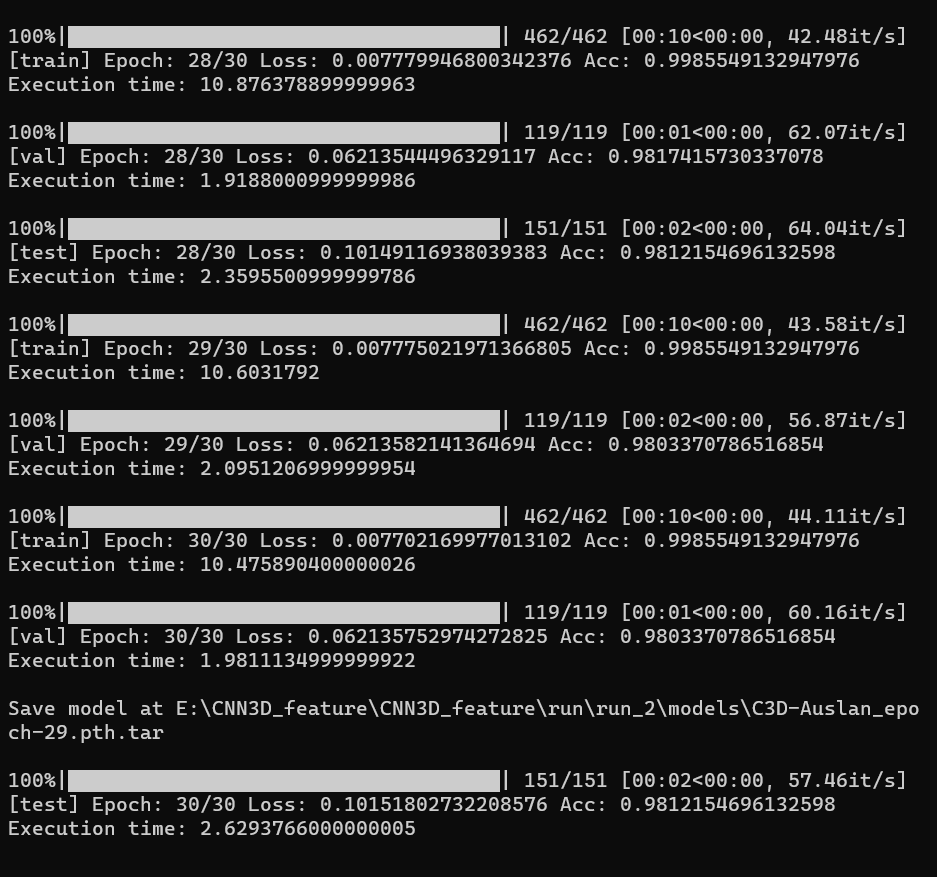 100%|██████████| 462/462 [00:10<00:00, 42.48it/s]
[train] Epoch: 28/30 Loss: 0.007779946800342376 Acc: 0.9985549132947976
Execution time: 10.876378899999963
100%|██████████| 119/119 [00:01<00:00, 62.07it/s]
[val] Epoch: 28/30 Loss: 0.06213544496329117 Acc: 0.9817415730337078
Execution time: 1.9188000999999986
100%|██████████| 151/151 [00:02<00:00, 64.04it/s]
[test] Epoch: 28/30 Loss: 0.10149116938039383 Acc: 0.9812154696132598
Execution time: 2.3595500999999786
100%|██████████| 462/462 [00:10<00:00, 43.58it/s]
[train] Epoch: 29/30 Loss: 0.007775021971366805 Acc: 0.9985549132947976
Execution time: 10.6031792
100%|██████████| 119/119 [00:02<00:00, 56.87it/s]
[val] Epoch: 29/30 Loss: 0.06213582141364694 Acc: 0.9803370786516854
Execution time: 2.0951206999999954
100%|██████████| 462/462 [00:10<00:00, 44.11it/s]
[train] Epoch: 30/30 Loss: 0.007702169977013102 Acc: 0.9985549132947976
Execution time: 10.475890400000026
100%|██████████| 119/119 [00:01<00:00, 60.16it/s]
[val] Epoch: 30/30 Loss: 0.062135752974272825 Acc: 0.9803370786516854
Execution time: 1.9811134999999922
Save model at E:\CNN3D_feature\CNN3D_feature\run\run_2\models\C3D-Auslan_epo
ch-29.pth.tar
100%|██████████| 151/151 [00:02<00:00, 57.46it/s]
[test] Epoch: 30/30 Loss: 0.10151802732208576 Acc: 0.9812154696132598
Execution time: 2.6293766000000005